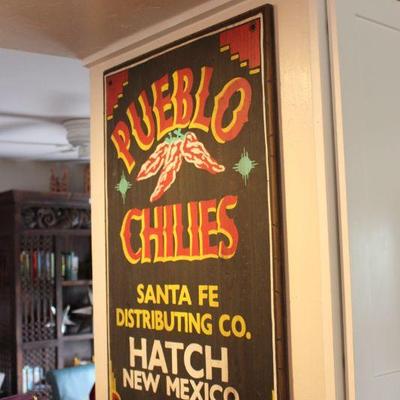 PUEBLO
CHILIES
SANTA FE
DISTRIBUTING CO.
HATCH
NEW MEXICO